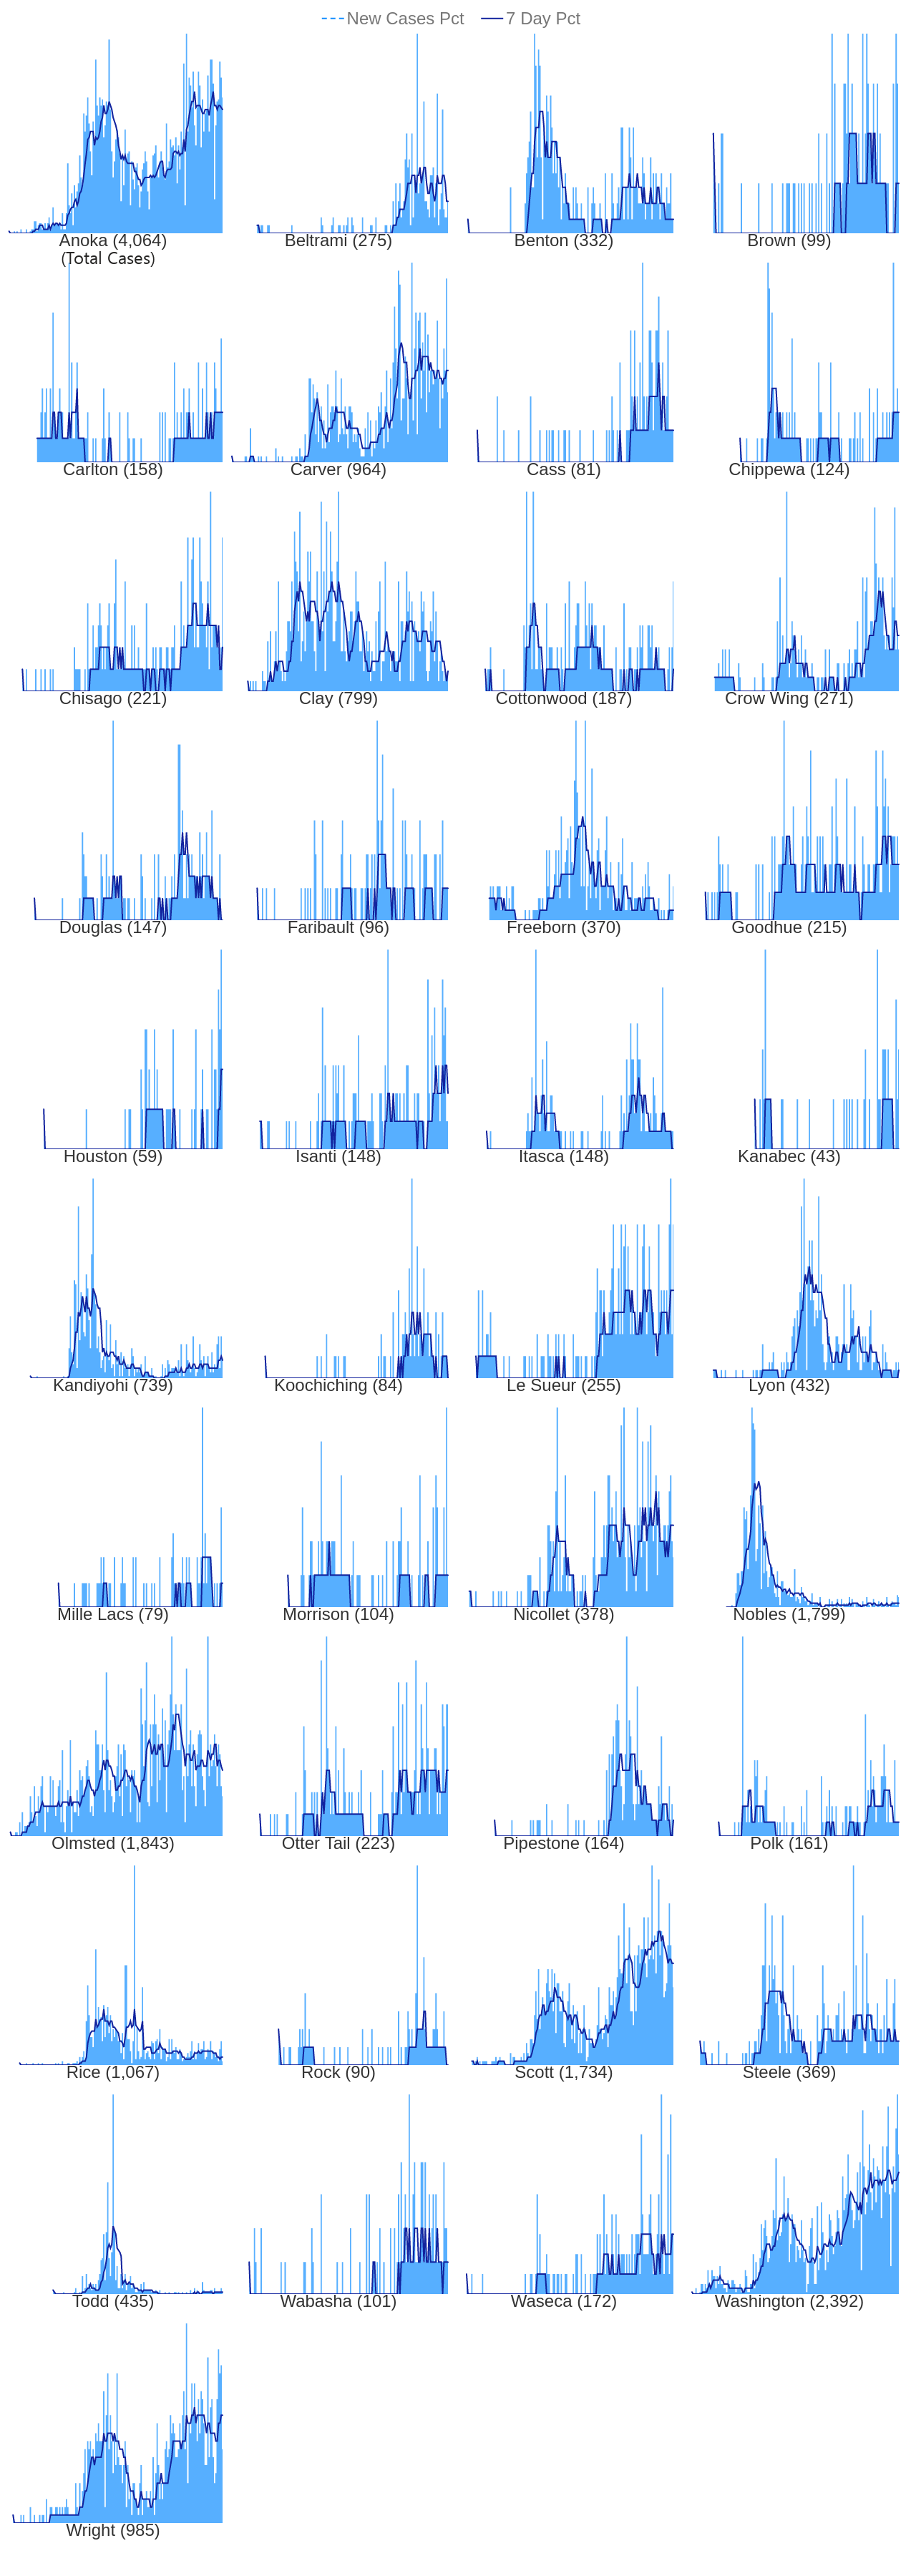 New Cases Pct 7 Day Pct
Anoka (4,064) Beltrami (275) Benton (332) Brown (99)
(Total Cases)
Carlton (158) Carver (964) Cass (81) Chippewa (124)
Chisago (221) Clay (799) Cottonwood (187) Crow Wing (271)
Douglas (147) Faribault (96) Freeborn (370) Goodhue (215)
Houston (59) Isanti (148) Itasca (148) Kanabec (43)
Kandiyohi (739) Koochiching (84) Le Sueur (255) Lyon (432)
Mille Lacs (79) Morrison (104) Nicollet (378) Nobles (1,799)
Olmsted (1,843) Otter Tail (223) Pipestone (164) Polk (161)
Rice (1,067) Rock (90) Scott (1,734) Steele (369)
Todd (435) Wabasha (101) Waseca (172) Washington (2,392)
Wright (985)